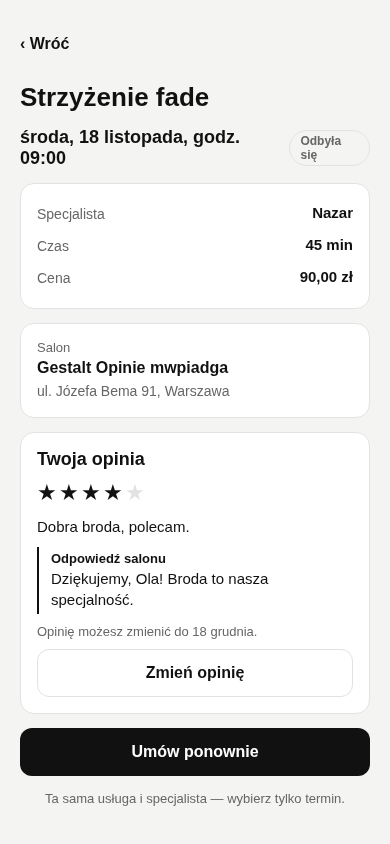 ‹ Wróć
Strzyżenie fade
środa, 18 listopada, godz.
09:00
Odbyła
się
Specjalista Nazar
Czas 45 min
Cena 90,00 zł
Salon
Gestalt Opinie mwpiadga
ul. Józefa Bema 91, Warszawa
Twoja opinia
★★★★★
Dobra broda, polecam.
Odpowiedź salonu
Dziękujemy, Ola! Broda to nasza
specjalność.
Opinię możesz zmienić do 18 grudnia.
Zmień opinię
Umów ponownie
Ta sama usługa i specjalista — wybierz tylko termin.